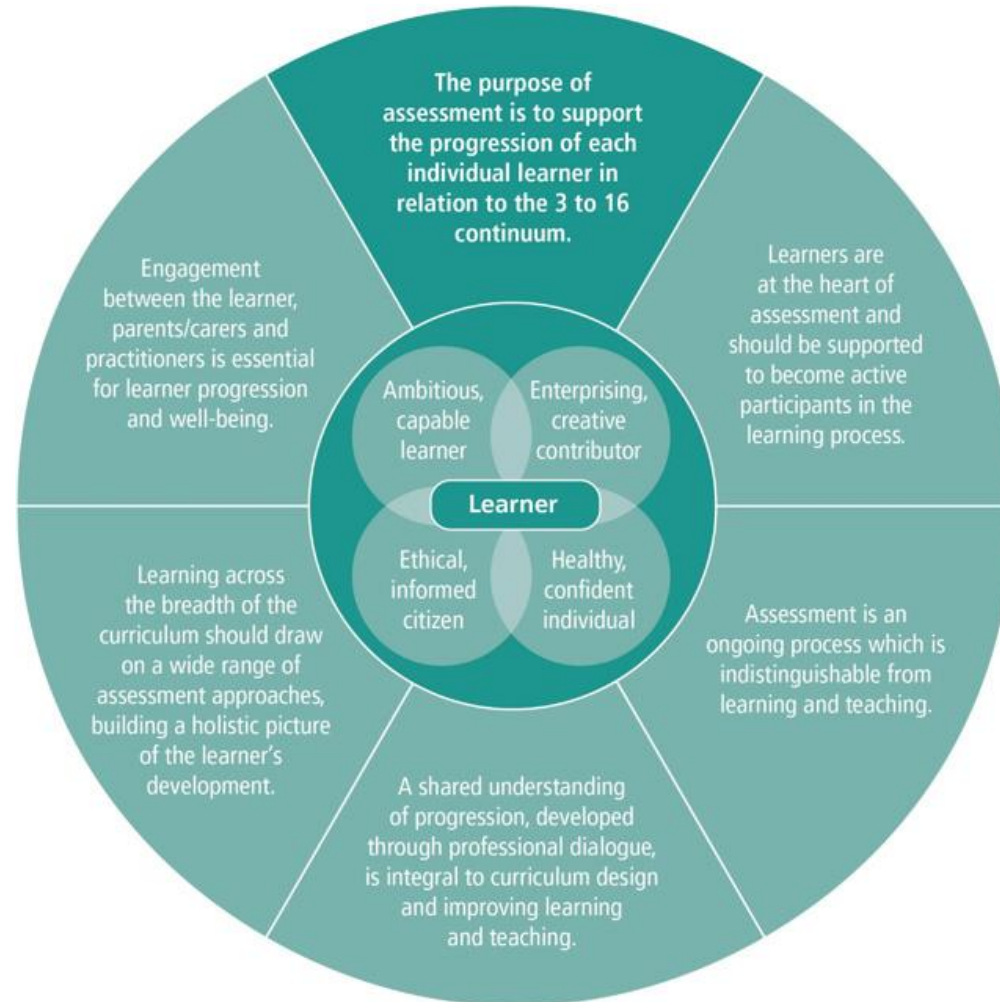 The purpose of
assessment is to support
the progression of each
individual learner in
relation to the 3 to 16
continuum.
Learners are
at the heart of
assessment and
should be supported
to become active
participants in the
learning process.
Assessment is an
ongoing process which is
indistinguishable from
learning and teaching.
A shared understanding
of progression, developed
through professional dialogue,
is integral to curriculum design
and improving learning
and teaching.
Learning across
the breadth of the
curriculum should draw
on a wide range of
assessment approaches,
building a holistic picture
of the learner’s
development.
Engagement
between the learner,
parents/carers and
practitioners is essential
for learner progression
and well-being.
Ambitious,
capable
learner
Enterprising,
creative
contributor
Learner
Ethical,
informed
citizen
Healthy,
confident
individual